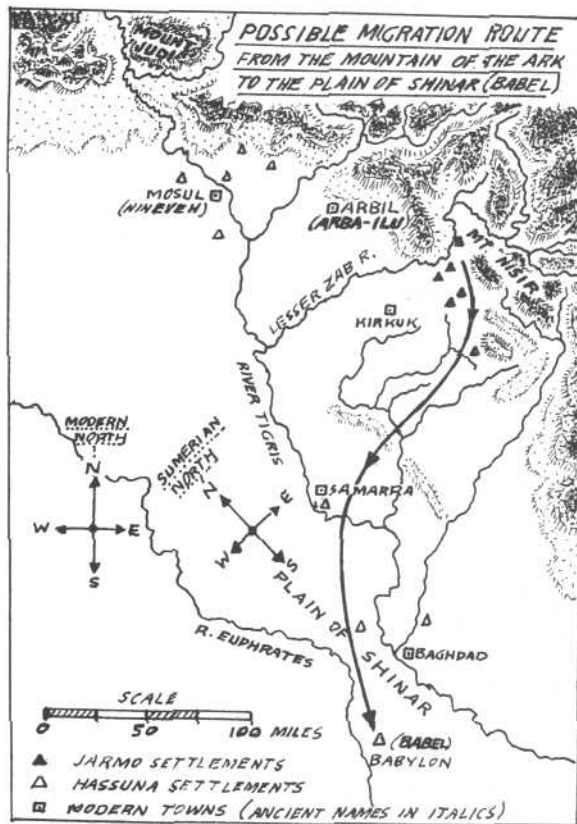 POSSIBLE MIGRATION ROUTE
FROM THE MOUNTAIN OF THE ARK
TO THE PLAIN OF SHINAR (BABEL)
MOUNT
JUDI
MOSUL
(NINEVEH)
ARBIL
(ARBA-ILU)
MT. NISIR
LESSER ZAB R.
KIRKUK
RIVER TIGRIS
MODERN
NORTH
N
W
E
S
SUMERIAN
NORTH
N
E
W
S
SAMARRA
PLAIN OF SHINAR
R. EUPHRATES
BAGHDAD
(BABEL)
BABYLON
SCALE
0 50 100 MILES
JARMO SETTLEMENTS
HASSUNA SETTLEMENTS
MODERN TOWNS (ANCIENT NAMES IN ITALICS)